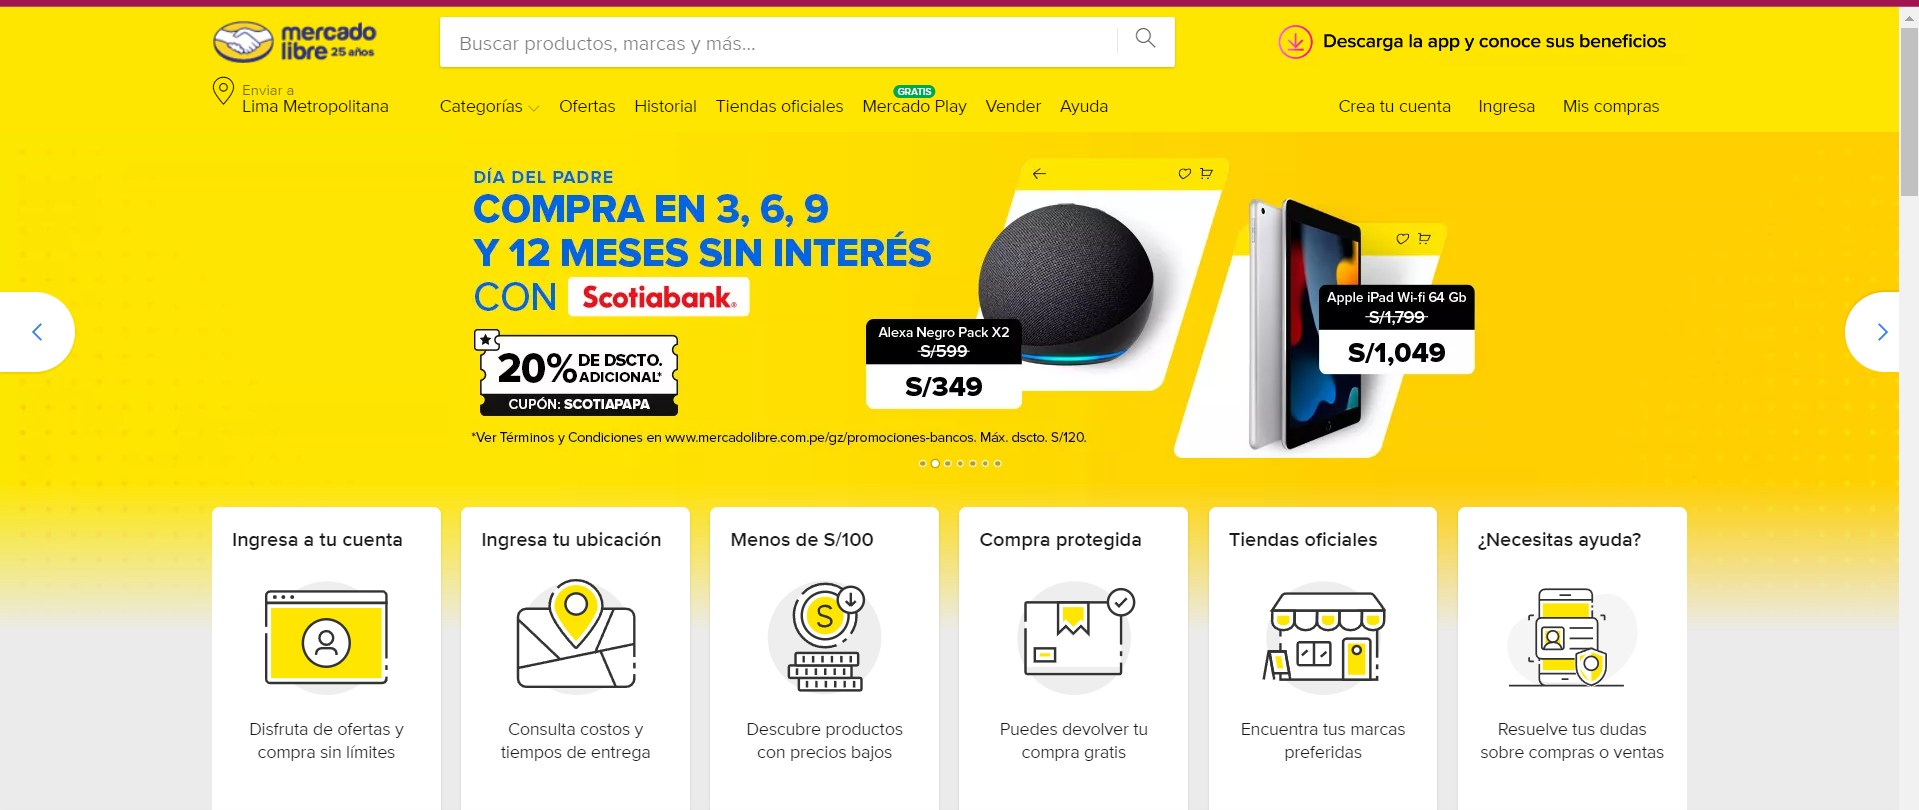 mercado
libre 25 años
Buscar productos, marcas y más...
Descarga la app y conoce sus beneficios
Enviar a
Lima Metropolitana
Categorías
Ofertas
Historial
Tiendas oficiales
GRATIS
Mercado Play
Vender
Ayuda
Crea tu cuenta
Ingresa
Mis compras
DÍA DEL PADRE
COMPRA EN 3, 6, 9
Y 12 MESES SIN INTERÉS
CON Scotiabank®
20% DE DSCTO.
ADICIONAL*
CUPÓN: SCOTIAPAPA
*Ver Términos y Condiciones en www.mercadolibre.com.pe/gz/promociones-bancos. Máx. dscto. S/120.
Alexa Negro Pack X2
S/599
S/349
Apple iPad Wi-fi 64 Gb
S/1,799
S/1,049
Ingresa a tu cuenta
Disfruta de ofertas y
compra sin límites
Ingresa tu ubicación
Consulta costos y
tiempos de entrega
Menos de S/100
S
Descubre productos
con precios bajos
Compra protegida
Puedes devolver tu
compra gratis
Tiendas oficiales
Encuentra tus marcas
preferidas
¿Necesitas ayuda?
Resuelve tus dudas
sobre compras o ventas